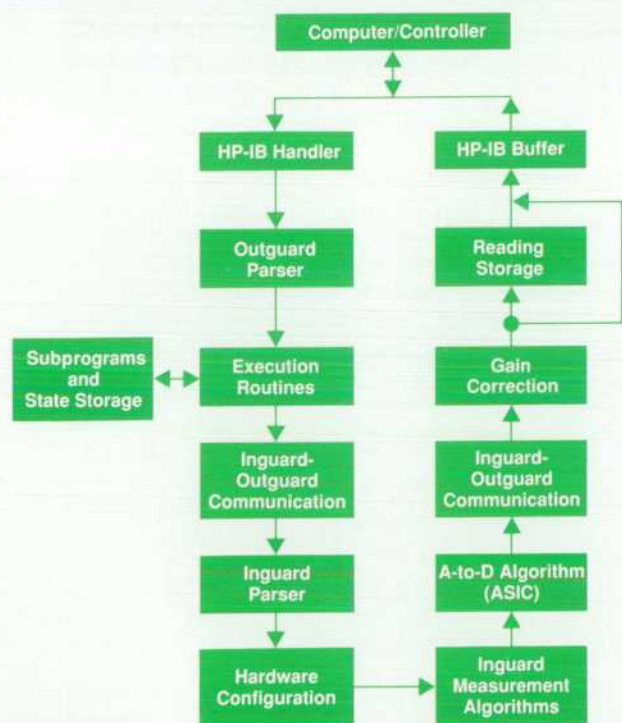 Computer/Controller
HP-IB Handler
HP-IB Buffer
Outguard
Parser
Reading
Storage
Subprograms
and
State Storage
Execution
Routines
Gain
Correction
Inguard-
Outguard
Communication
Inguard-
Outguard
Communication
Inguard
Parser
A-to-D Algorithm
(ASIC)
Hardware
Configuration
Inguard
Measurement
Algorithms